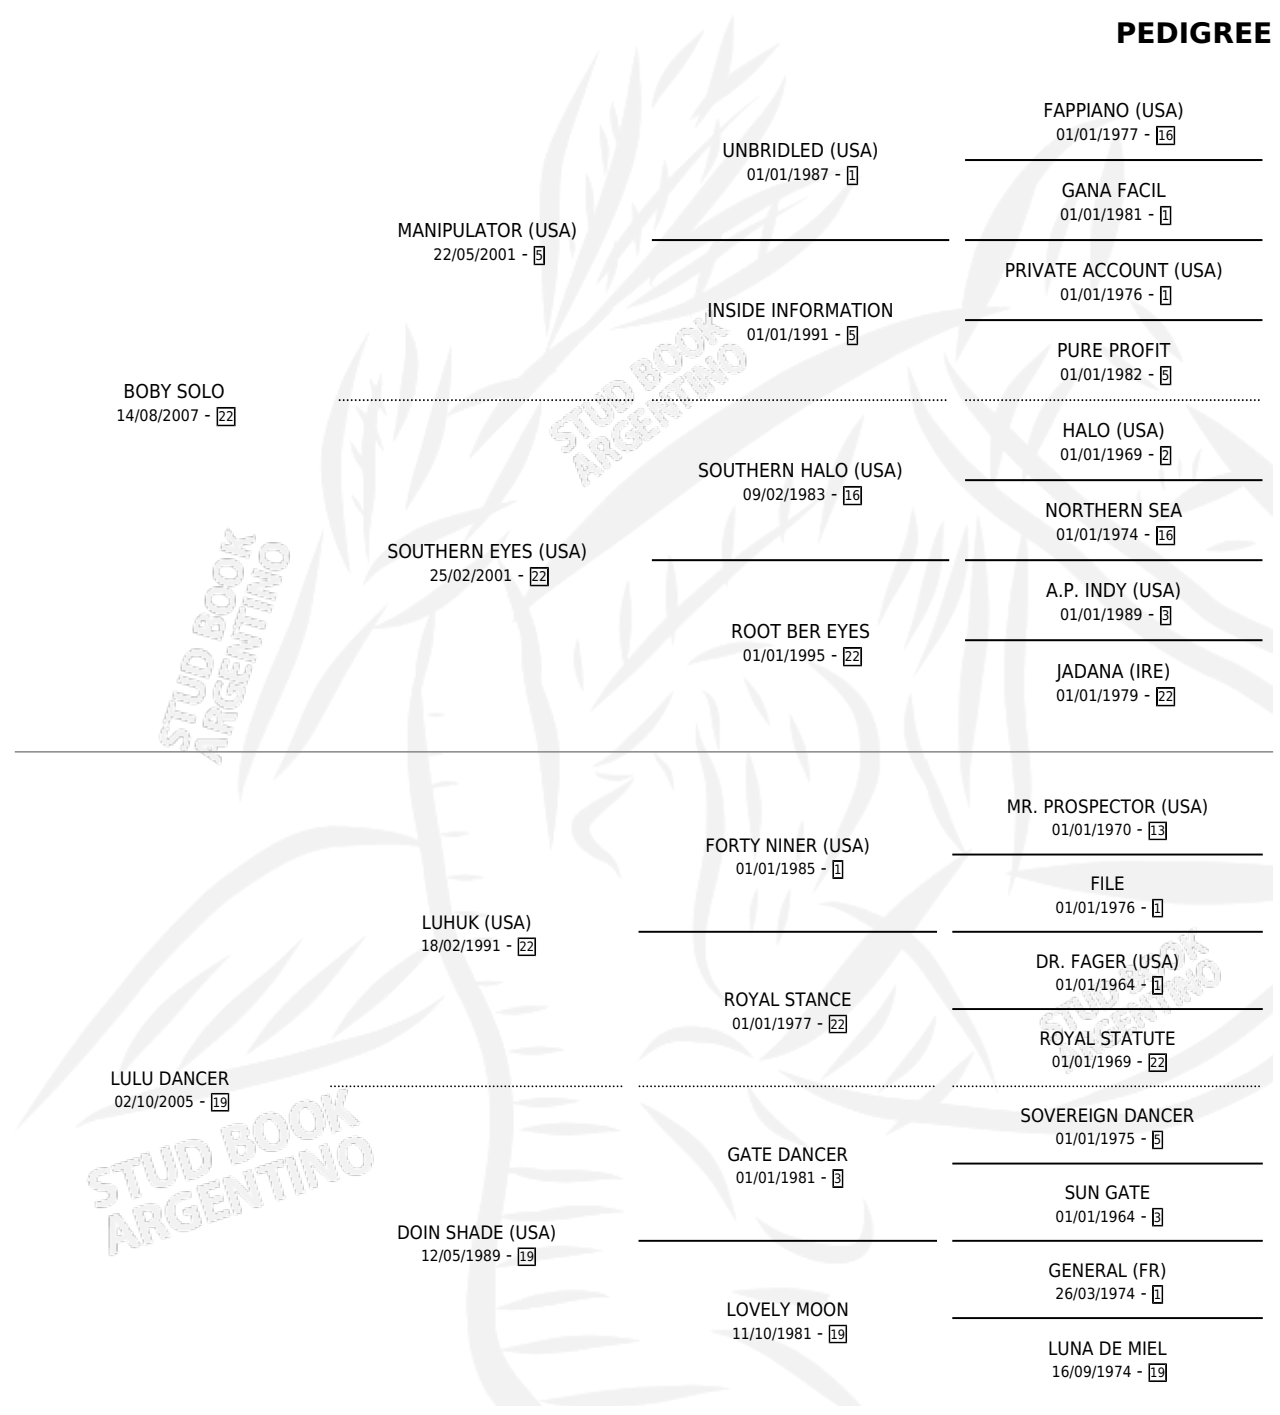 PEDIGREE
FAPPIANO (USA)
01/01/1977 - 16
UNBRIDLED (USA)
01/01/1987 - 1
GANA FACIL
01/01/1981 - 1
MANIPULATOR (USA)
22/05/2001 - 5
PRIVATE ACCOUNT (USA)
01/01/1976 - 1
INSIDE INFORMATION
01/01/1991 - 5
PURE PROFIT
01/01/1982 - 5
BOBY SOLO
14/08/2007 - 22
HALO (USA)
01/01/1969 - 2
SOUTHERN HALO (USA)
09/02/1983 - 16
NORTHERN SEA
01/01/1974 - 16
SOUTHERN EYES (USA)
25/02/2001 - 22
A.P. INDY (USA)
01/01/1989 - 3
ROOT BER EYES
01/01/1995 - 22
JADANA (IRE)
01/01/1979 - 22
MR. PROSPECTOR (USA)
01/01/1970 - 13
FORTY NINER (USA)
01/01/1985 - 1
FILE
01/01/1976 - 1
LUHUK (USA)
18/02/1991 - 22
DR. FAGER (USA)
01/01/1964 - 1
ROYAL STANCE
01/01/1977 - 22
ROYAL STATUTE
01/01/1969 - 22
LULU DANCER
02/10/2005 - 19
SOVEREIGN DANCER
01/01/1975 - 5
GATE DANCER
01/01/1981 - 3
SUN GATE
01/01/1964 - 3
DOIN SHADE (USA)
12/05/1989 - 19
GENERAL (FR)
26/03/1974 - 1
LOVELY MOON
11/10/1981 - 19
LUNA DE MIEL
16/09/1974 - 19
STUD BOOK
ARGENTINO
STUD BOOK
ARGENTINO
STUD BOOK
ARGENTINO
STUD BOOK
ARGENTINO